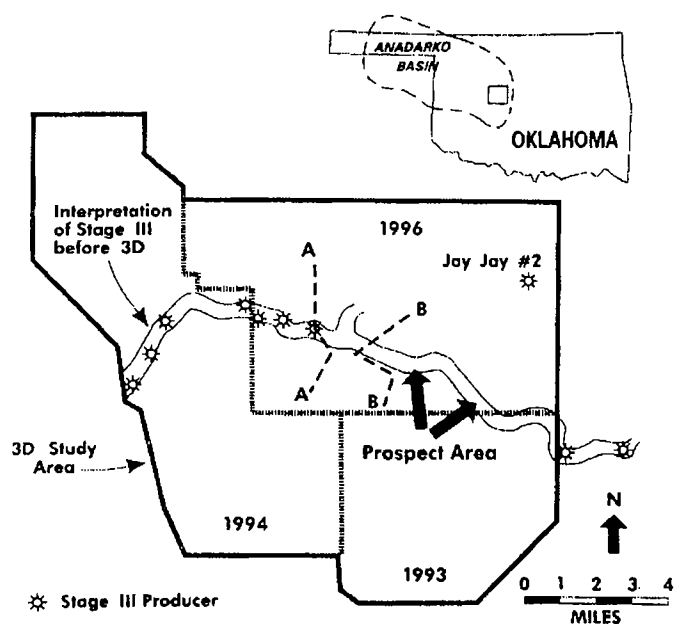 ANADARKO
BASIN
OKLAHOMA
Interpretation
of Stage III
before 3D
1996
A
Jay Jay #2
B
A
B
Prospect Area
3D Study
Area
1994
N
1993
0 1 2 3 4
MILES
Stage III Producer